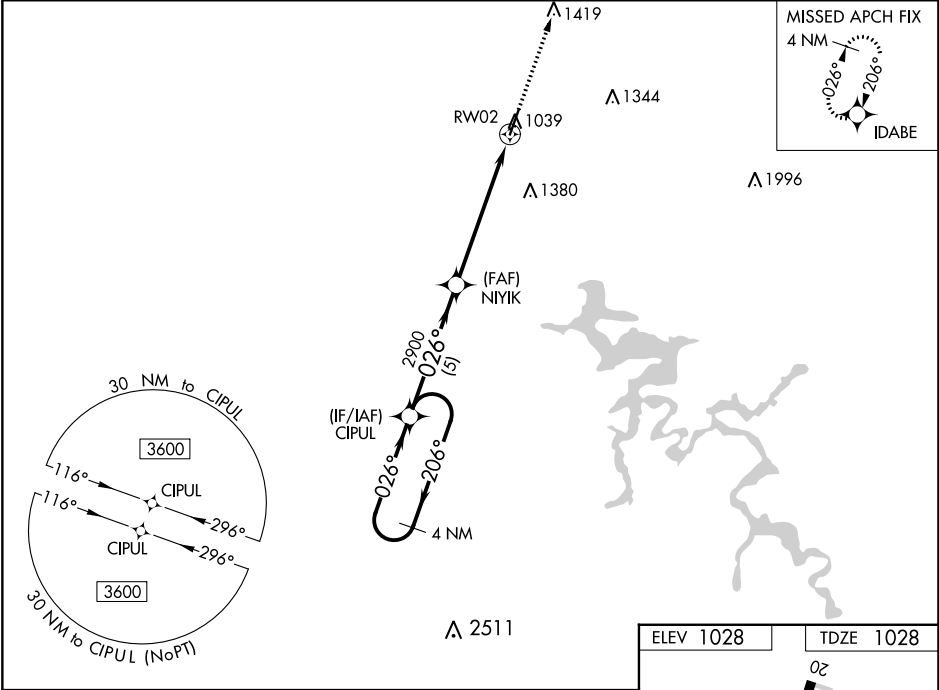 1419
MISSED APCH FIX
4 NM
026°
206°
IDABE
1344
RW02
1039
1380
1996
(FAF)
NIYIK
2900
026°
(5)
(IF/IAF)
CIPUL
026°
206°
4 NM
30 NM to CIPUL
3600
116°
CIPUL
296°
116°
CIPUL
296°
3600
30 NM to CIPUL (NoPT)
2511
ELEV 1028
TDZE 1028
20